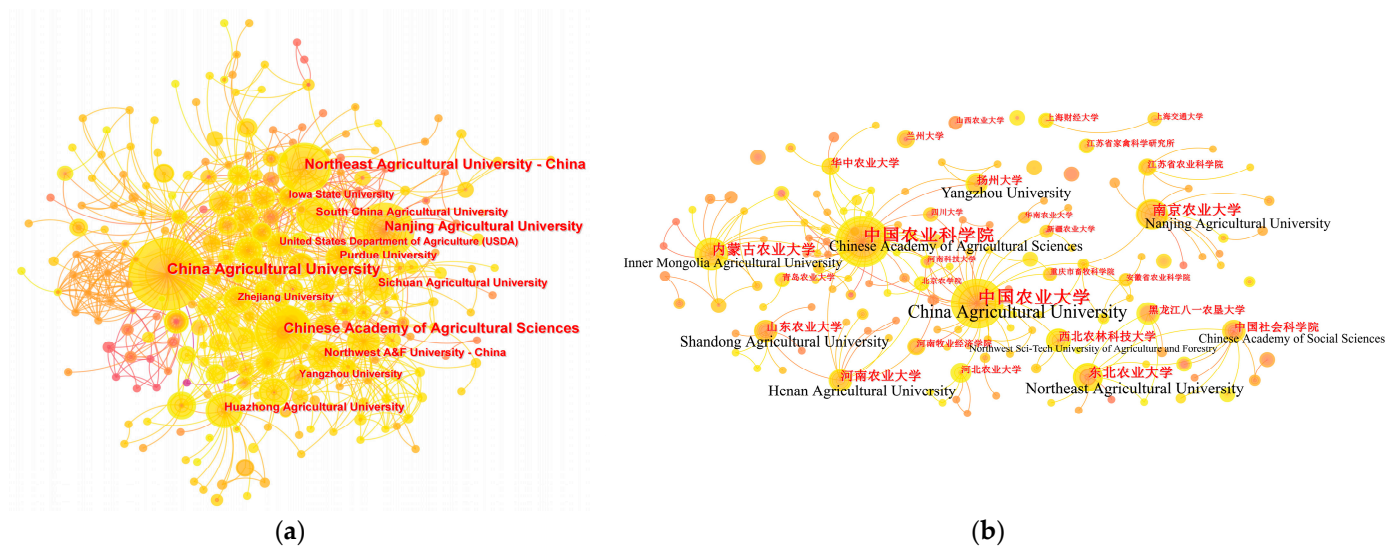 Northeast Agricultural University - China
Iowa State University
South China Agricultural University
Nanjing Agricultural University
United States Department of Agriculture (USDA)
Purdue University
China Agricultural University
Sichuan Agricultural University
Zhejiang University
Chinese Academy of Agricultural Sciences
Northwest A&F University - China
Yangzhou University
Huazhong Agricultural University
(a)
山西农业大学
上海财经大学
上海交通大学
兰州大学
江苏省家禽科学研究所
华中农业大学
江苏省农业科学院
扬州大学
Yangzhou University
四川大学
华南农业大学
南京农业大学
Nanjing Agricultural University
新疆农业大学
中国农业科学院
Chinese Academy of Agricultural Sciences
内蒙古农业大学
Inner Mongolia Agricultural University
河南科技大学
青岛农业大学
北京农学院
重庆市畜牧科学院
安徽省农业科学院
中国农业大学
China Agricultural University
黑龙江八一农垦大学
山东农业大学
Shandong Agricultural University
中国社会科学院
Chinese Academy of Social Sciences
西北农林科技大学
Northwest Sci-Tech University of Agriculture and Forestry
河南牧业经济学院
河南农业大学
Hcnan Agricultural University
河北农业大学
东北农业大学
Northeast Agricultural University
(b)